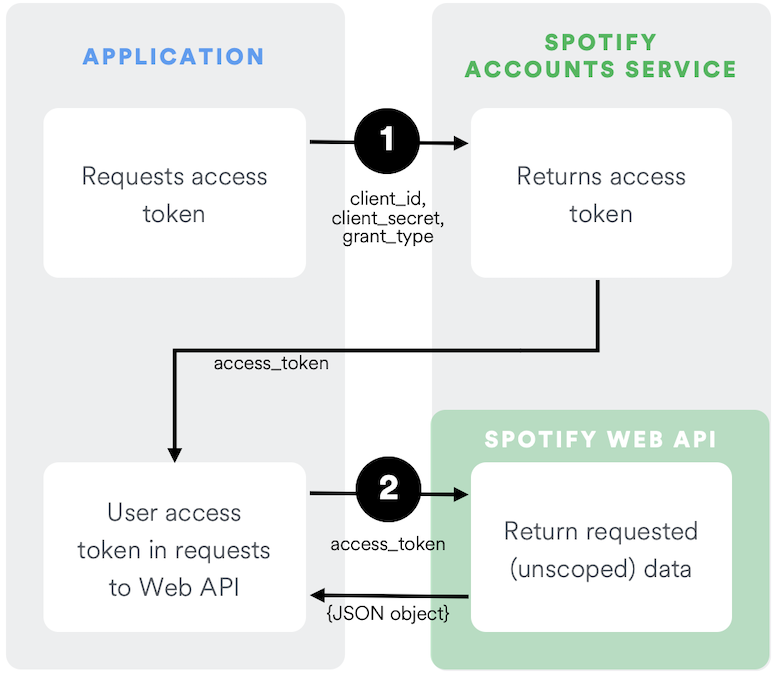 APPLICATION
SPOTIFY
ACCOUNTS SERVICE
Requests access
token
1
client_id,
client_secret,
grant_type
Returns access
token
access_token
User access
token in requests
to Web API
2
access_token
{JSON object}
SPOTIFY WEB API
Return requested
(unscoped) data